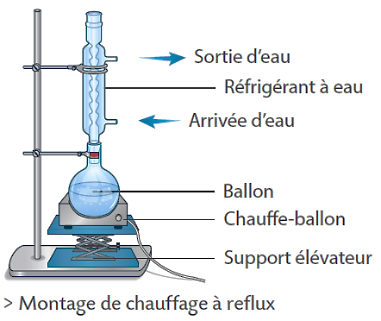 Sortie d'eau
Réfrigérant à eau
Arrivée d'eau
Ballon
Chauffe-ballon
Support élévateur
> Montage de chauffage à reflux